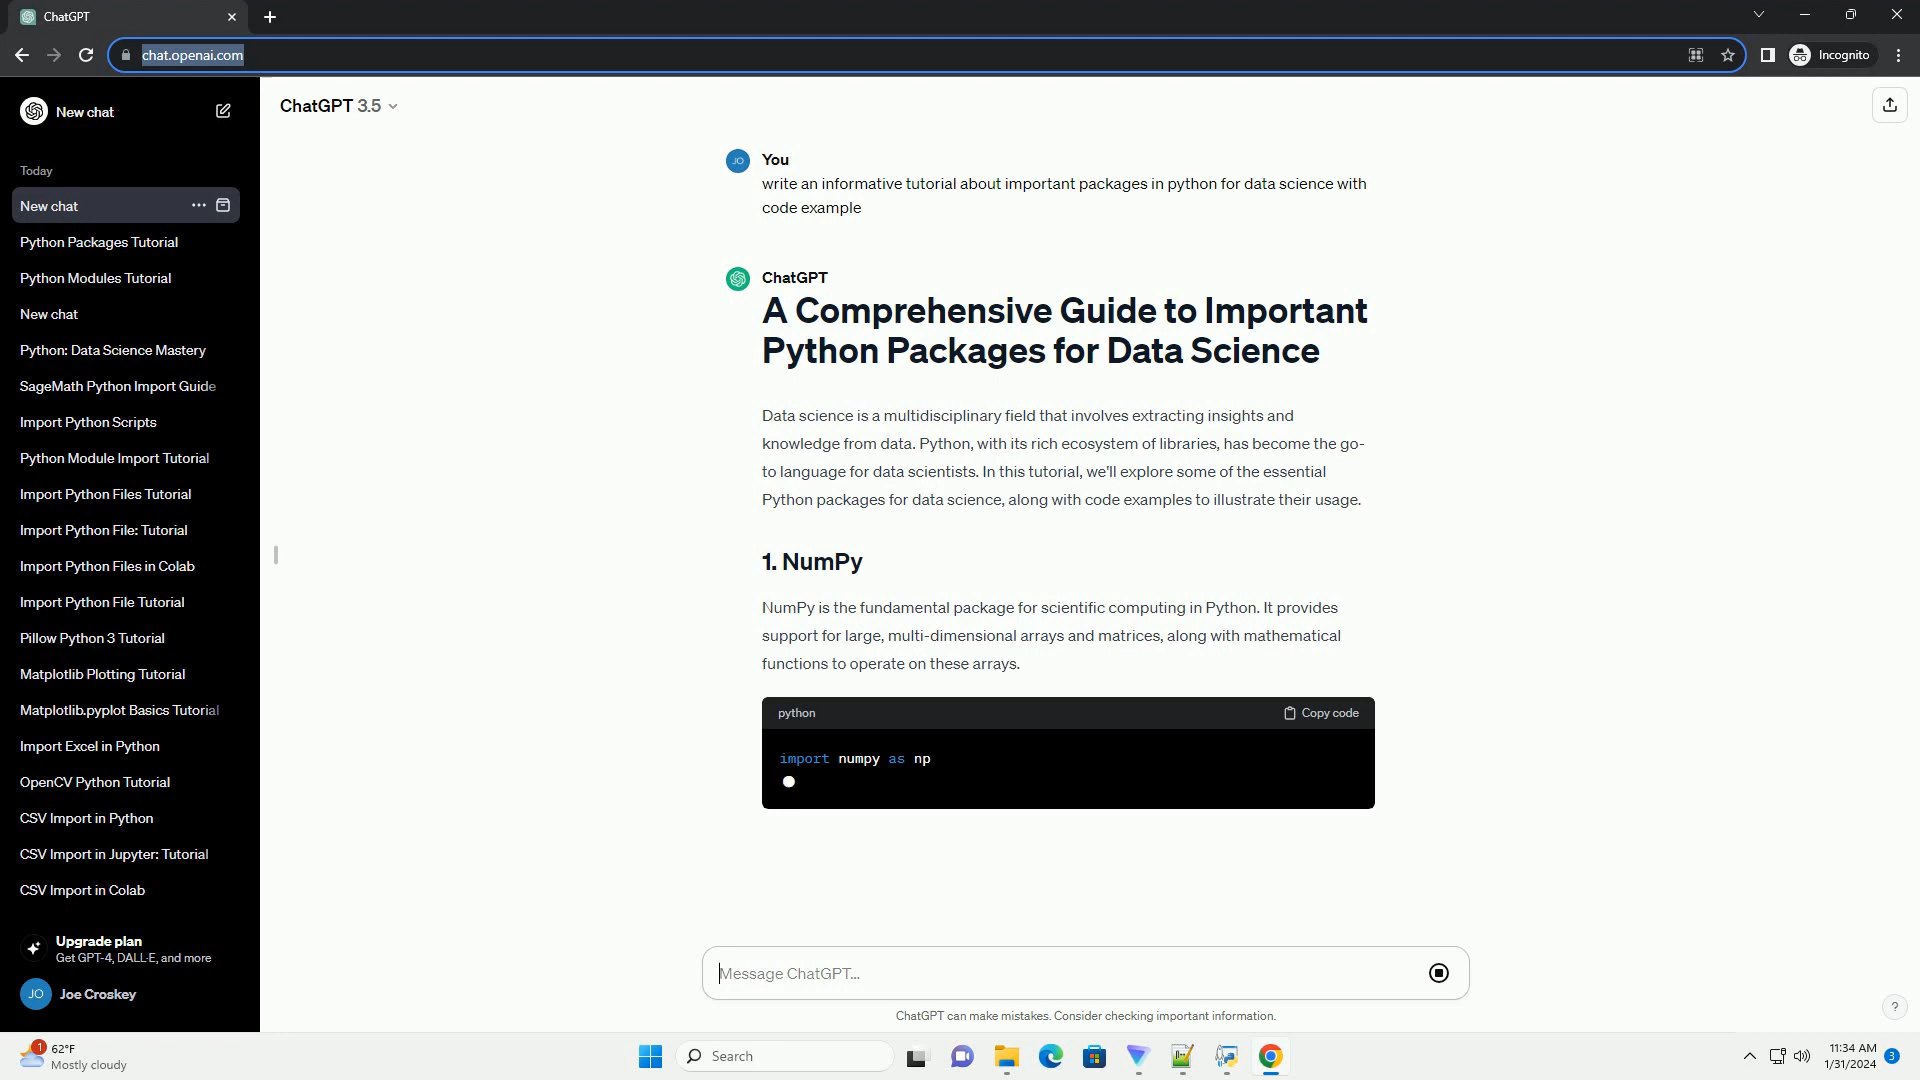 ChatGPT
chat.openai.com
Incognito
New chat
Today
New chat
Python Packages Tutorial
Python Modules Tutorial
New chat
Python: Data Science Mastery
SageMath Python Import Guide
Import Python Scripts
Python Module Import Tutorial
Import Python Files Tutorial
Import Python File: Tutorial
Import Python Files in Colab
Import Python File Tutorial
Pillow Python 3 Tutorial
Matplotlib Plotting Tutorial
Matplotlib.pyplot Basics Tutorial
Import Excel in Python
OpenCV Python Tutorial
CSV Import in Python
CSV Import in Jupyter: Tutorial
CSV Import in Colab
Upgrade plan
Get GPT-4, DALL·E, and more
JO Joe Croskey
ChatGPT 3.5
JO You
write an informative tutorial about important packages in python for data science with
code example
ChatGPT
A Comprehensive Guide to Important
Python Packages for Data Science
Data science is a multidisciplinary field that involves extracting insights and
knowledge from data. Python, with its rich ecosystem of libraries, has become the go-
to language for data scientists. In this tutorial, we'll explore some of the essential
Python packages for data science, along with code examples to illustrate their usage.
1. NumPy
NumPy is the fundamental package for scientific computing in Python. It provides
support for large, multi-dimensional arrays and matrices, along with mathematical
functions to operate on these arrays.
python Copy code
import numpy as np
Message ChatGPT...
ChatGPT can make mistakes. Consider checking important information.
?
1 62°F
Mostly cloudy
Search
11:34 AM
1/31/2024 3